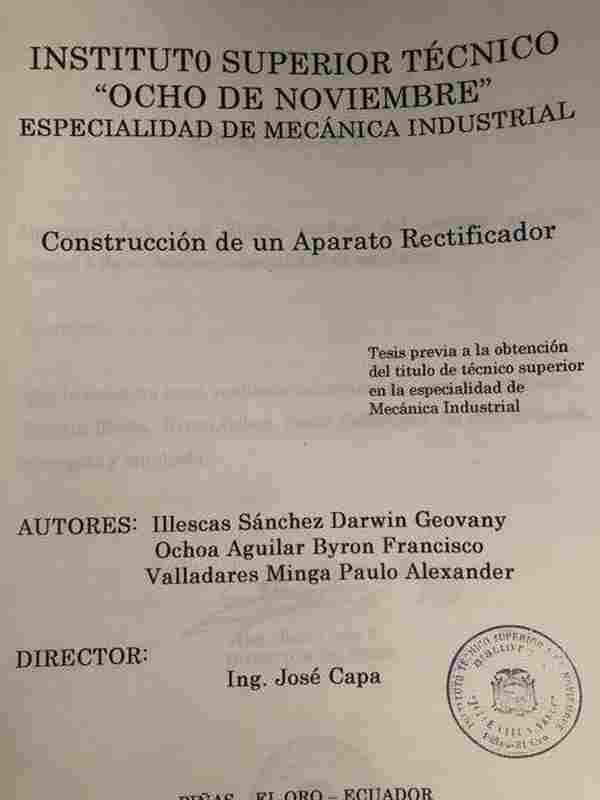 INSTITUTO SUPERIOR TÉCNICO
“OCHO DE NOVIEMBRE”
ESPECIALIDAD DE MECÁNICA INDUSTRIAL
Construcción de un Aparato Rectificador
Tesis previa a la obtención
del titulo de técnico superior
en la especialidad de
Mecánica Industrial
AUTORES: Illescas Sánchez Darwin Geovany
Ochoa Aguilar Byron Francisco
Valladares Minga Paulo Alexander
DIRECTOR:
Ing. José Capa
INSTITUTO TÉCNICO SUPERIOR NOVIEMBRE
PIÑAS – EL ORO – ECUADOR